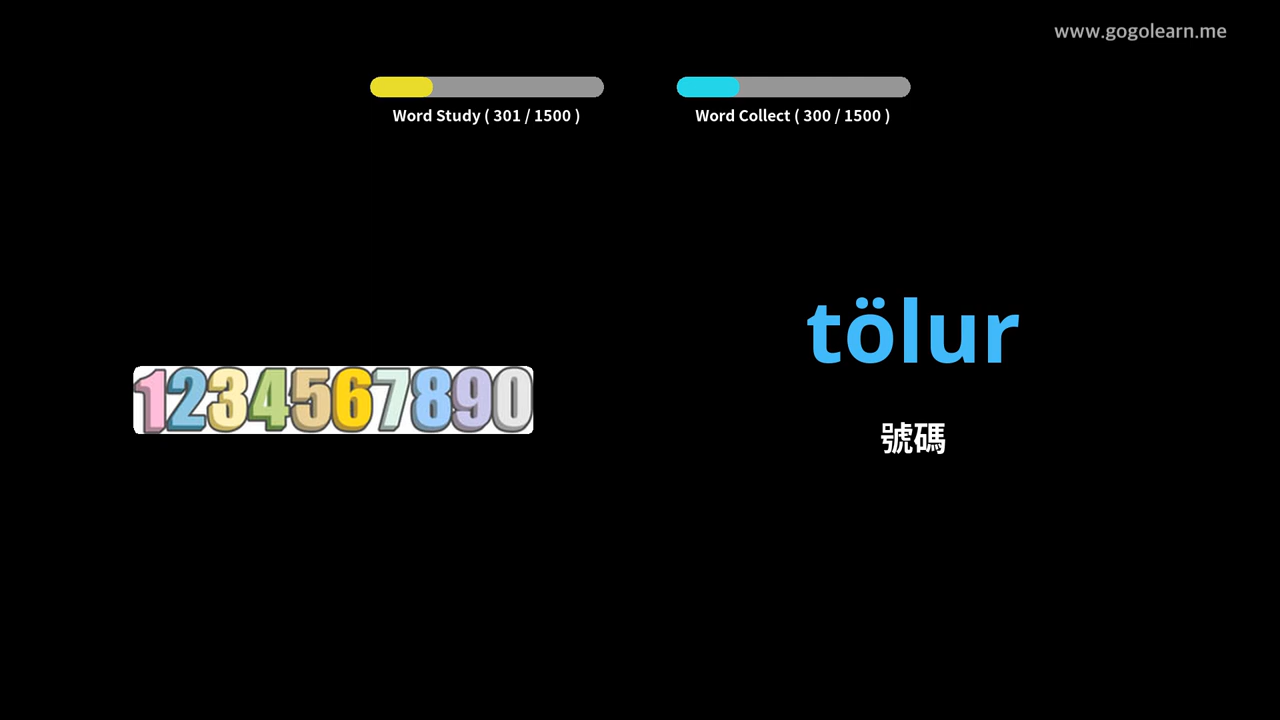 www.gogolearn.me
Word Study ( 301 / 1500 )
Word Collect ( 300 / 1500 )
tölur
1234567890
號碼